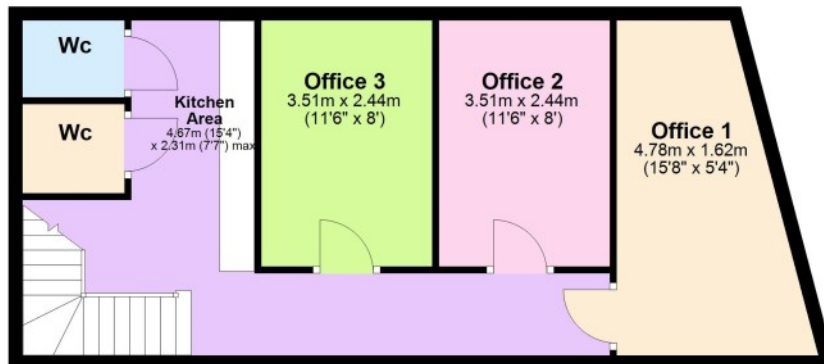 Wc
Wc
Kitchen
Area
4.67m (15'4")
x 2.31m (7'7") max
Office 3
3.51m x 2.44m
(11'6" x 8')
Office 2
3.51m x 2.44m
(11'6" x 8')
Office 1
4.78m x 1.62m
(15'8" x 5'4")